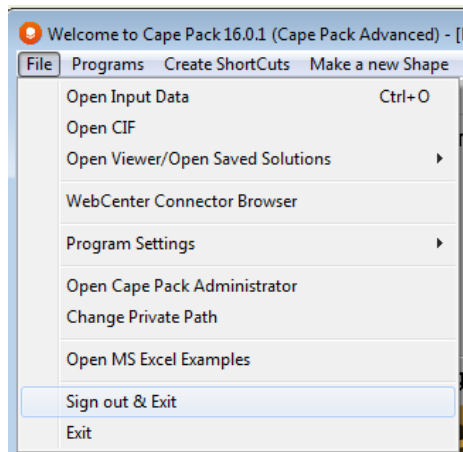 Welcome to Cape Pack 16.0.1 (Cape Pack Advanced) - [
File Programs Create ShortCuts Make a new Shape
Open Input Data Ctrl+O
Open CIF
Open Viewer/Open Saved Solutions
WebCenter Connector Browser
Program Settings
Open Cape Pack Administrator
Change Private Path
Open MS Excel Examples
Sign out & Exit
Exit